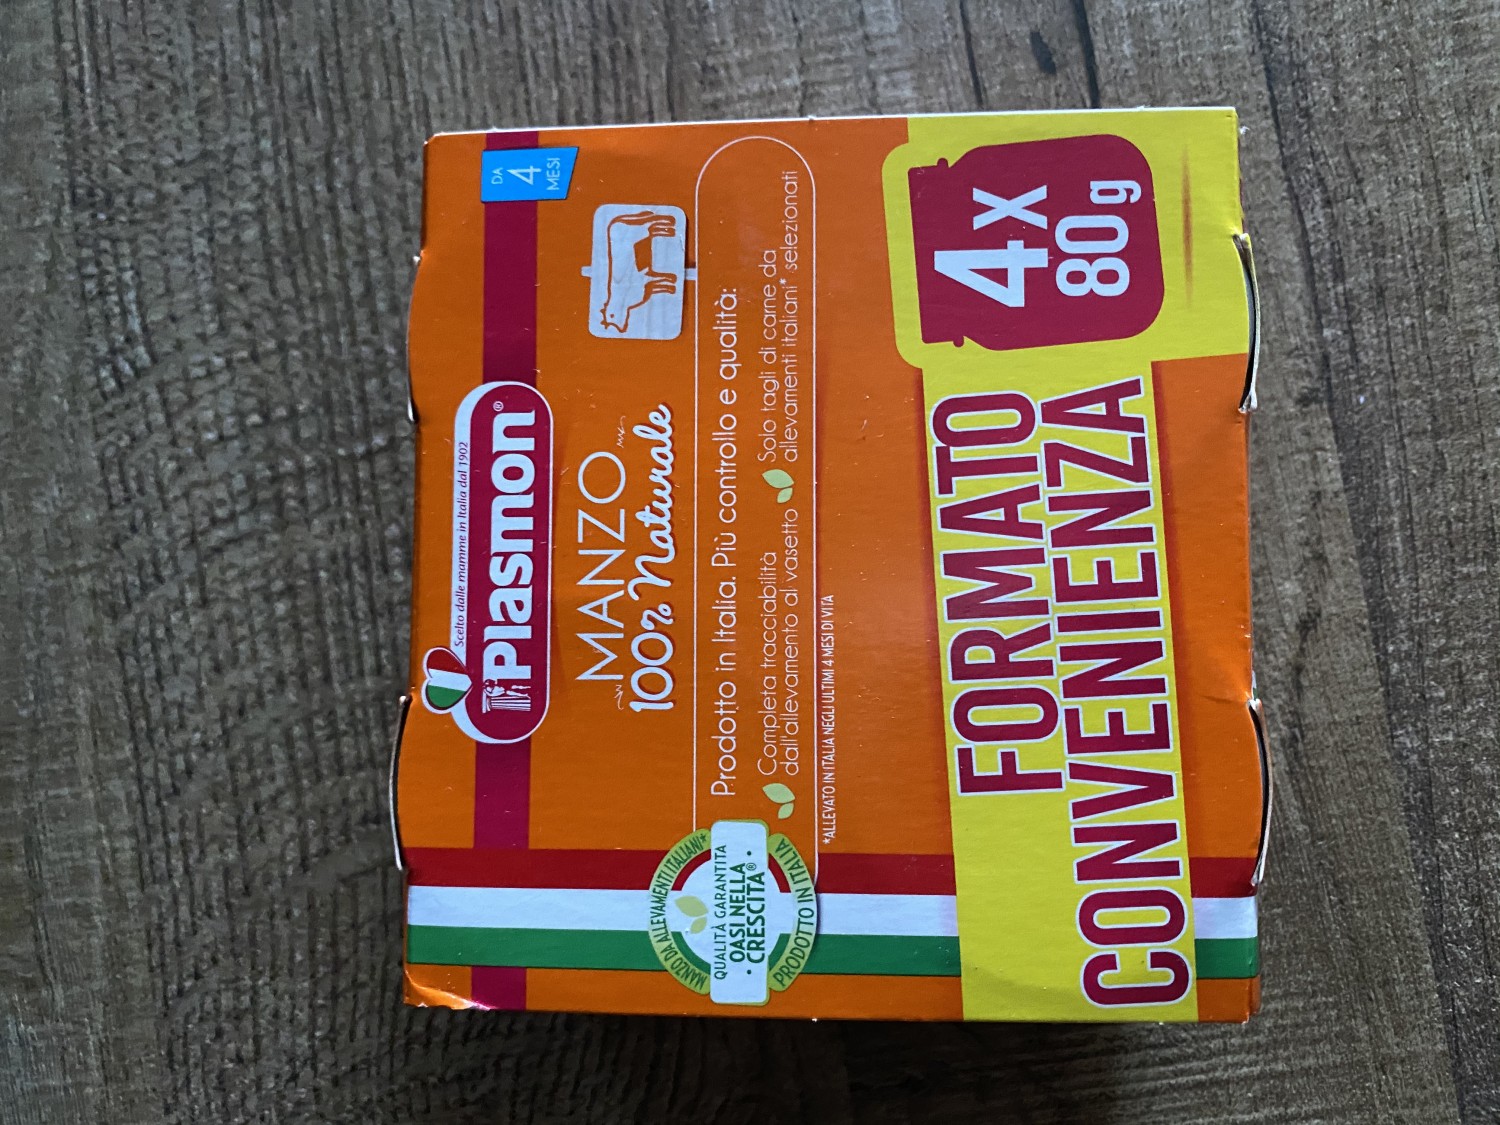 Scelto dalle mamme in Italia dal 1902
Plasmon®
DA
4
MESI
MANZO
100% Naturale
Prodotto in Italia. Più controllo e qualità:
Completa tracciabilità
dall'allevamento al vasetto
Solo tagli di carne da
allevamenti italiani* selezionati
*ALLEVATO IN ITALIA NEGLI ULTIMI 4 MESI DI VITA
MANZO DA ALLEVAMENTI ITALIANI*
QUALITÀ GARANTITA
• OASI NELLA •
CRESCITA®
PRODOTTO IN ITALIA
FORMATO
CONVENIENZA
4x
80g